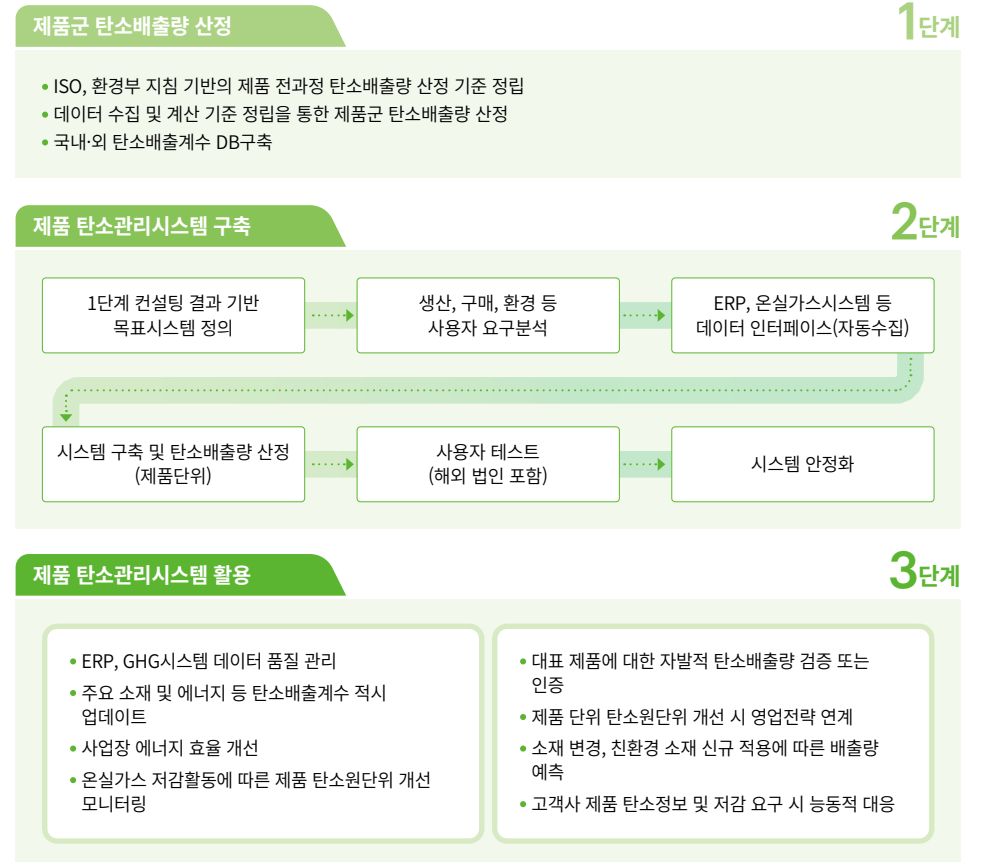 제품군 탄소배출량 산정
1단계
• ISO, 환경부 지침 기반의 제품 전과정 탄소배출량 산정 기준 정립
• 데이터 수집 및 계산 기준 정립을 통한 제품군 탄소배출량 산정
• 국내·외 탄소배출계수 DB구축
제품 탄소관리시스템 구축
2단계
1단계 컨설팅 결과 기반
목표시스템 정의
생산, 구매, 환경 등
사용자 요구분석
ERP, 온실가스시스템 등
데이터 인터페이스(자동수집)
시스템 구축 및 탄소배출량 산정
(제품단위)
사용자 테스트
(해외 법인 포함)
시스템 안정화
제품 탄소관리시스템 활용
3단계
• ERP, GHG시스템 데이터 품질 관리
• 주요 소재 및 에너지 등 탄소배출계수 적시
업데이트
• 사업장 에너지 효율 개선
• 온실가스 저감활동에 따른 제품 탄소원단위 개선
모니터링
• 대표 제품에 대한 자발적 탄소배출량 검증 또는
인증
• 제품 단위 탄소원단위 개선 시 영업전략 연계
• 소재 변경, 친환경 소재 신규 적용에 따른 배출량
예측
• 고객사 제품 탄소정보 및 저감 요구 시 능동적 대응